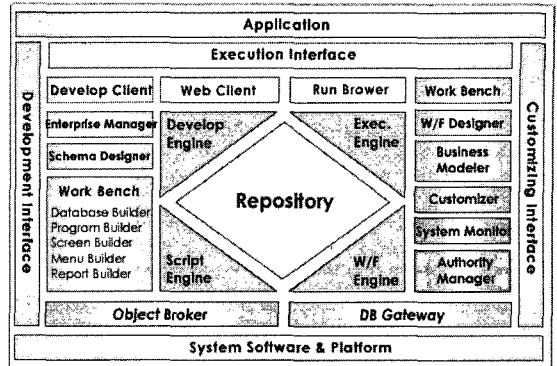 Application
Execution Interface
Development Interface
Customizing Interface
Develop Client
Web Client
Run Brower
Work Bench
Enterprise Manager
Schema Designer
Work Bench
Database Builder
Program Builder
Screen Builder
Menu Builder
Report Builder
Develop
Engine
Exec.
Engine
Repository
Script
Engine
W/F
Engine
W/F Designer
Business
Modeler
Customizer
System Monitor
Authority
Manager
Object Broker
DB Gateway
System Software & Platform